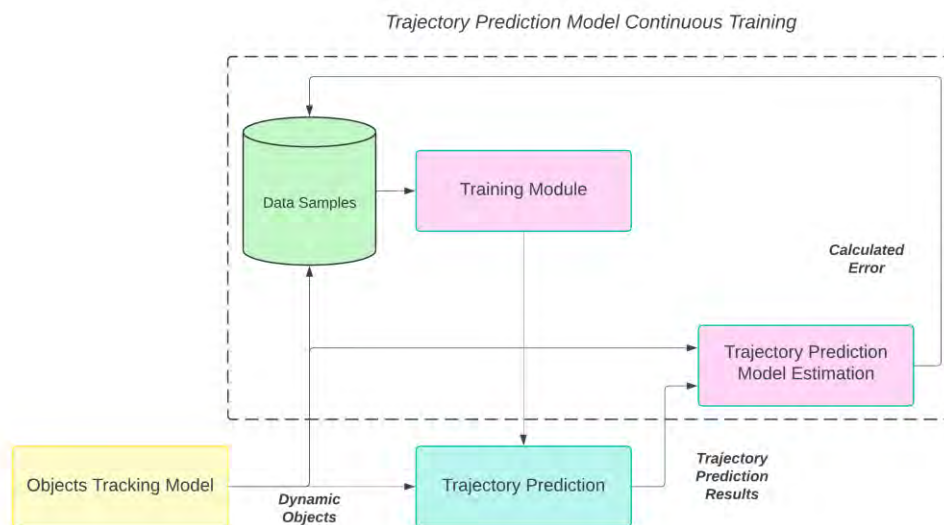 Trajectory Prediction Model Continuous Training
Data Samples
Training Module
Calculated
Error
Trajectory Prediction
Model Estimation
Objects Tracking Model
Dynamic
Objects
Trajectory Prediction
Trajectory
Prediction
Results